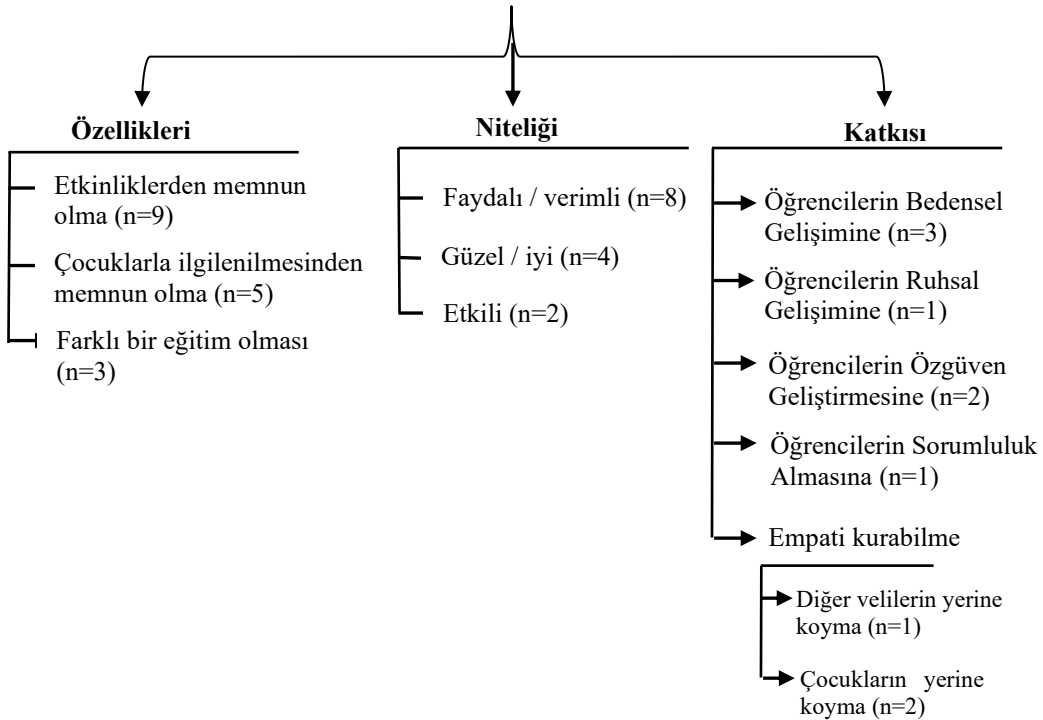 Özellikleri
Etkinliklerden memnun
olma (n=9)
Çocuklarla ilgilenilmesinden
memnun olma (n=5)
Farklı bir eğitim olması
(n=3)
Niteliği
Faydalı / verimli (n=8)
Güzel / iyi (n=4)
Etkili (n=2)
Katkısı
Öğrencilerin Bedensel
Gelişimine (n=3)
Öğrencilerin Ruhsal
Gelişimine (n=1)
Öğrencilerin Özgüven
Geliştirmesine (n=2)
Öğrencilerin Sorumluluk
Almasına (n=1)
Empati kurabilme
Diğer velilerin yerine
koyma (n=1)
Çocukların yerine
koyma (n=2)